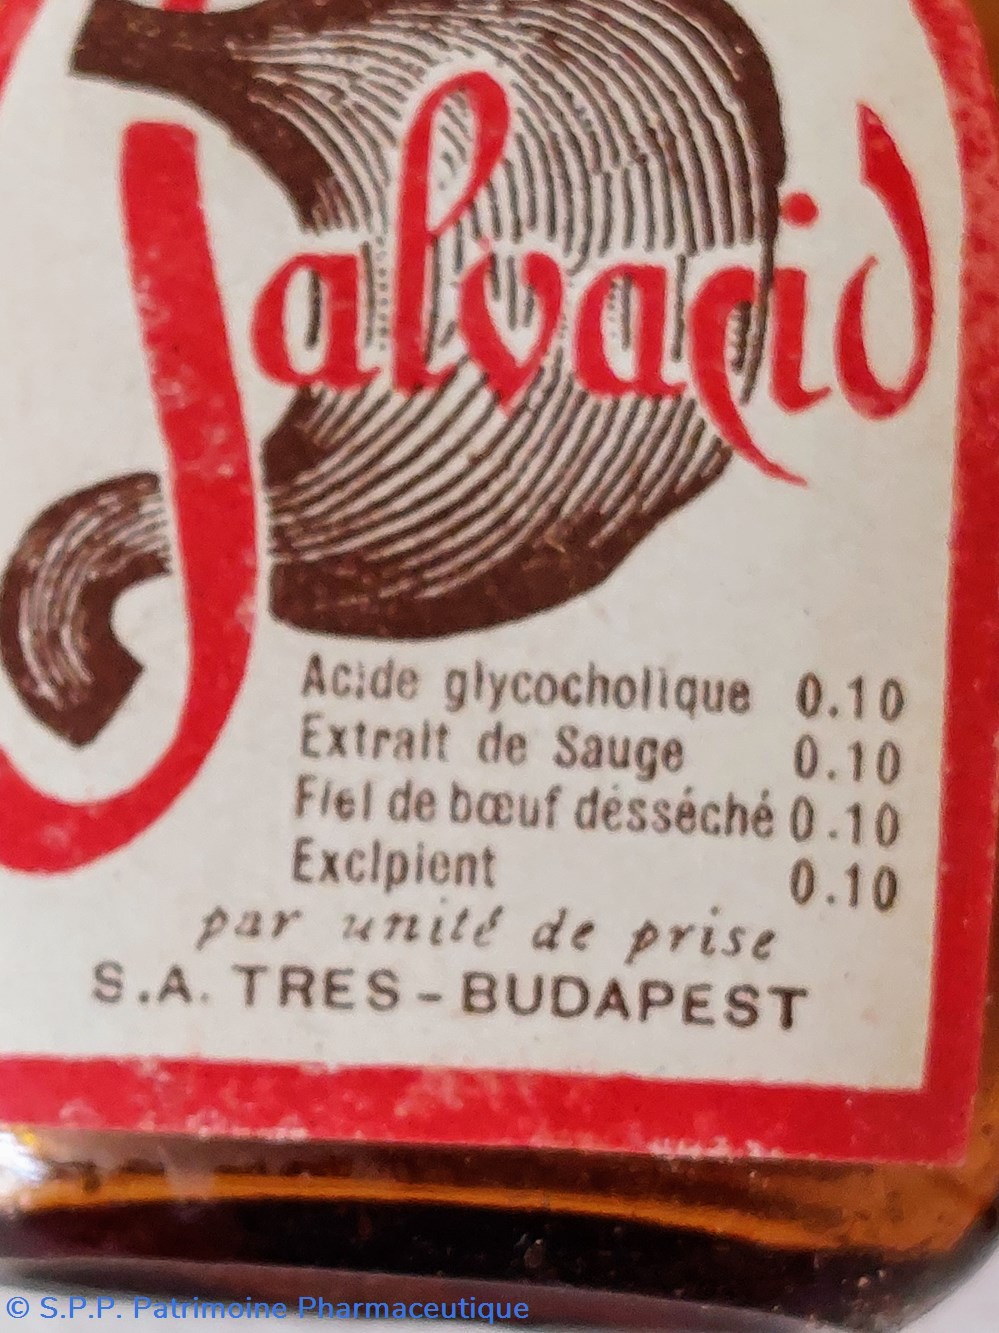 Salvacid
Acide glycocholique 0.10
Extrait de Sauge 0.10
Fiel de bœuf désséché 0.10
Excipient 0.10
par unité de prise
S.A. TRES - BUDAPEST
© S.P.P. Patrimoine Pharmaceutique